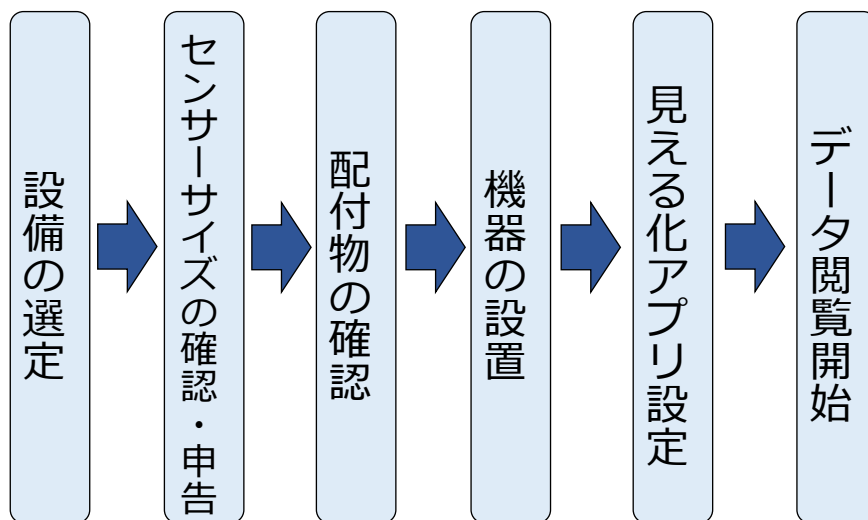 設備の選定
センサーサイズの確認・申告
配付物の確認
機器の設置
見える化アプリ設定
データ閲覧開始